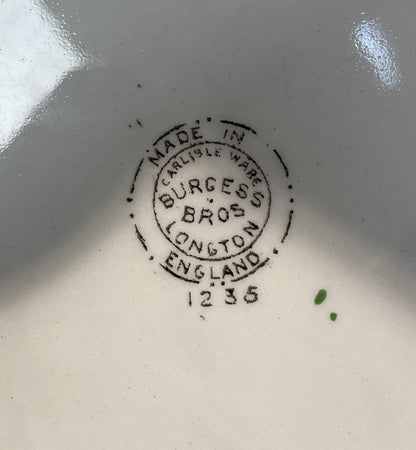 MADE IN
CARLISLE WARE
BURGESS
BROS
LONGTON
ENGLAND
1235